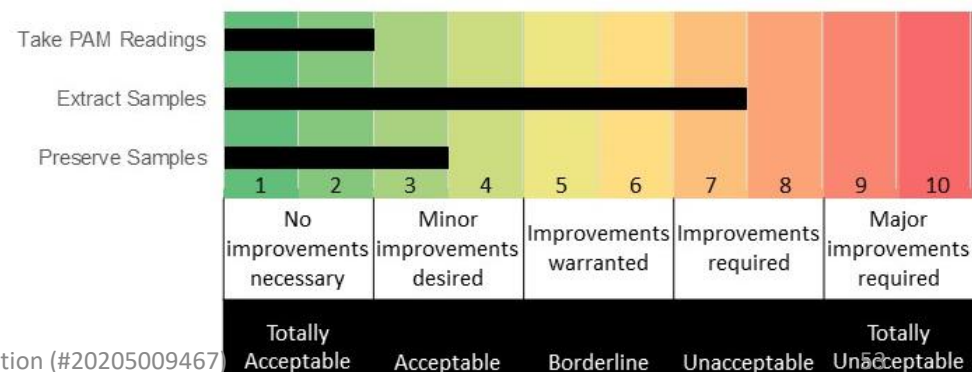 Take PAM Readings
Extract Samples
Preserve Samples
1 2 3 4 5 6 7 8 9 10
No
improvements
necessary
Minor
improvements
desired
Improvements
warranted
Improvements
required
Major
improvements
required
Totally
Acceptable
Acceptable
Borderline
Unacceptable
Totally
Unacceptable
tion (#20205009467)
53